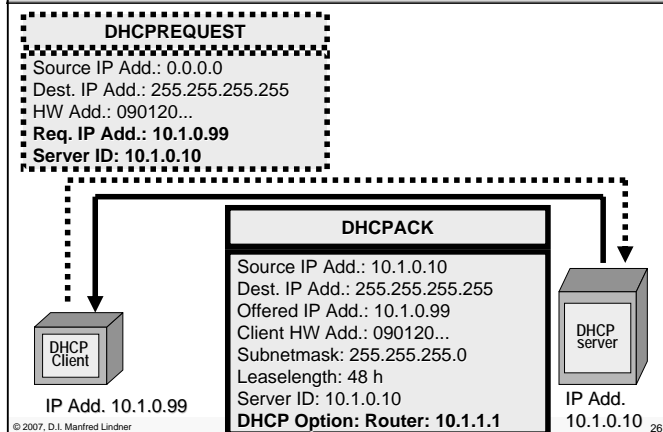 DHCPREQUEST
Source IP Add.: 0.0.0.0
Dest. IP Add.: 255.255.255.255
HW Add.: 090120...
Req. IP Add.: 10.1.0.99
Server ID: 10.1.0.10
DHCPACK
Source IP Add.: 10.1.0.10
Dest. IP Add.: 255.255.255.255
Offered IP Add.: 10.1.0.99
Client HW Add.: 090120...
Subnetmask: 255.255.255.0
Leaselength: 48 h
Server ID: 10.1.0.10
DHCP Option: Router: 10.1.1.1
DHCP
Client
IP Add. 10.1.0.99
DHCP
server
IP Add.
10.1.0.10
© 2007, D.I. Manfred Lindner
26